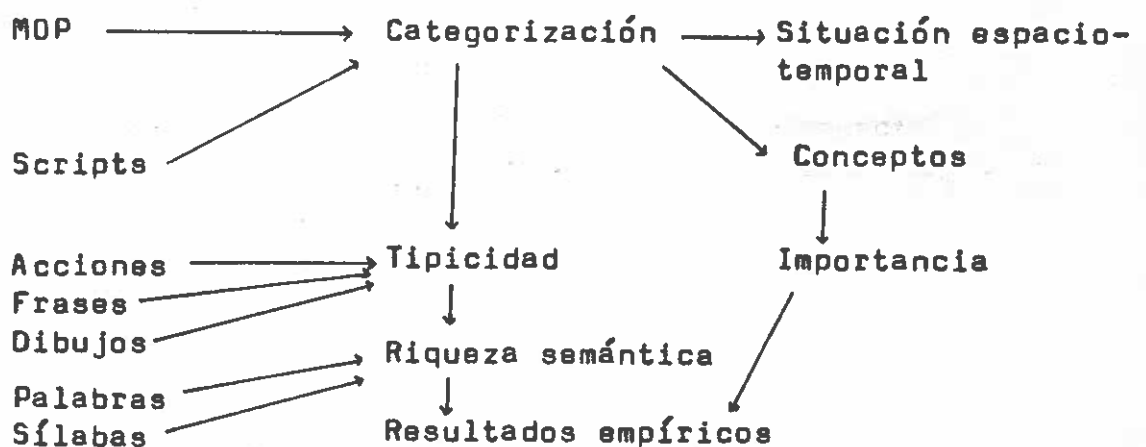 MOP
Categorización
Situación espacio-
temporal
Scripts
Conceptos
Acciones
Tipicidad
Importancia
Frases
Dibujos
Riqueza semántica
Palabras
Sílabas
Resultados empíricos